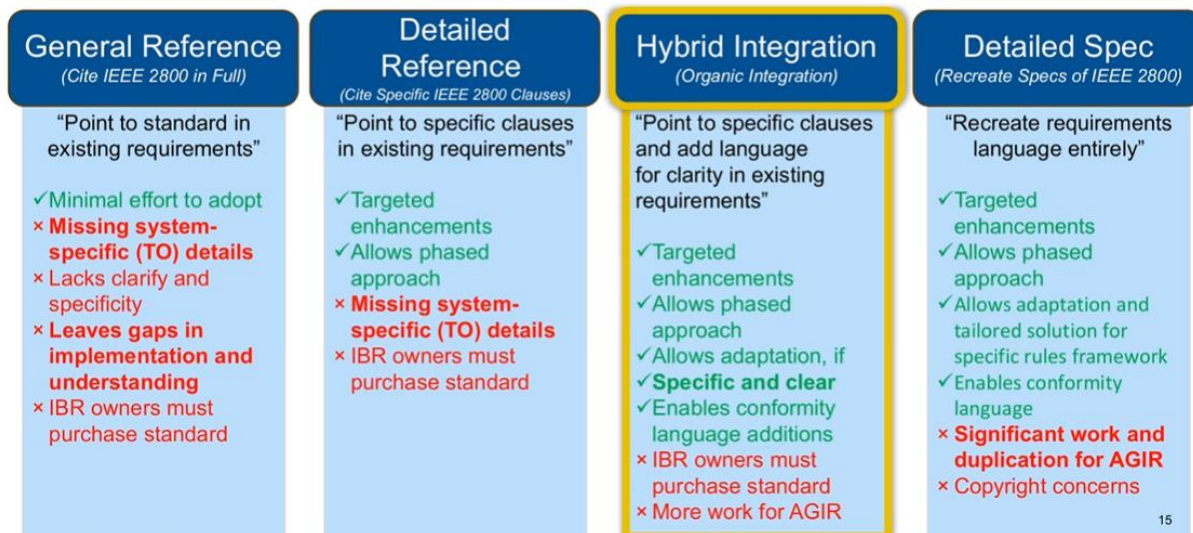 General Reference
(Cite IEEE 2800 in Full)
“Point to standard in
existing requirements”
✓Minimal effort to adopt
× Missing system-
specific (TO) details
× Lacks clarify and
specificity
× Leaves gaps in
implementation and
understanding
× IBR owners must
purchase standard
Detailed
Reference
(Cite Specific IEEE 2800 Clauses)
“Point to specific clauses
in existing requirements”
✓Targeted
enhancements
✓Allows phased
approach
× Missing system-
specific (TO) details
× IBR owners must
purchase standard
Hybrid Integration
(Organic Integration)
“Point to specific clauses
and add language
for clarity in existing
requirements”
✓Targeted
enhancements
✓Allows phased
approach
✓Allows adaptation, if
✓Specific and clear
✓Enables conformity
language additions
× IBR owners must
purchase standard
× More work for AGIR
Detailed Spec
(Recreate Specs of IEEE 2800)
“Recreate requirements
language entirely”
✓Targeted
enhancements
✓Allows phased
approach
✓Allows adaptation and
tailored solution for
specific rules framework
✓Enables conformity
language
× Significant work and
duplication for AGIR
× Copyright concerns
15